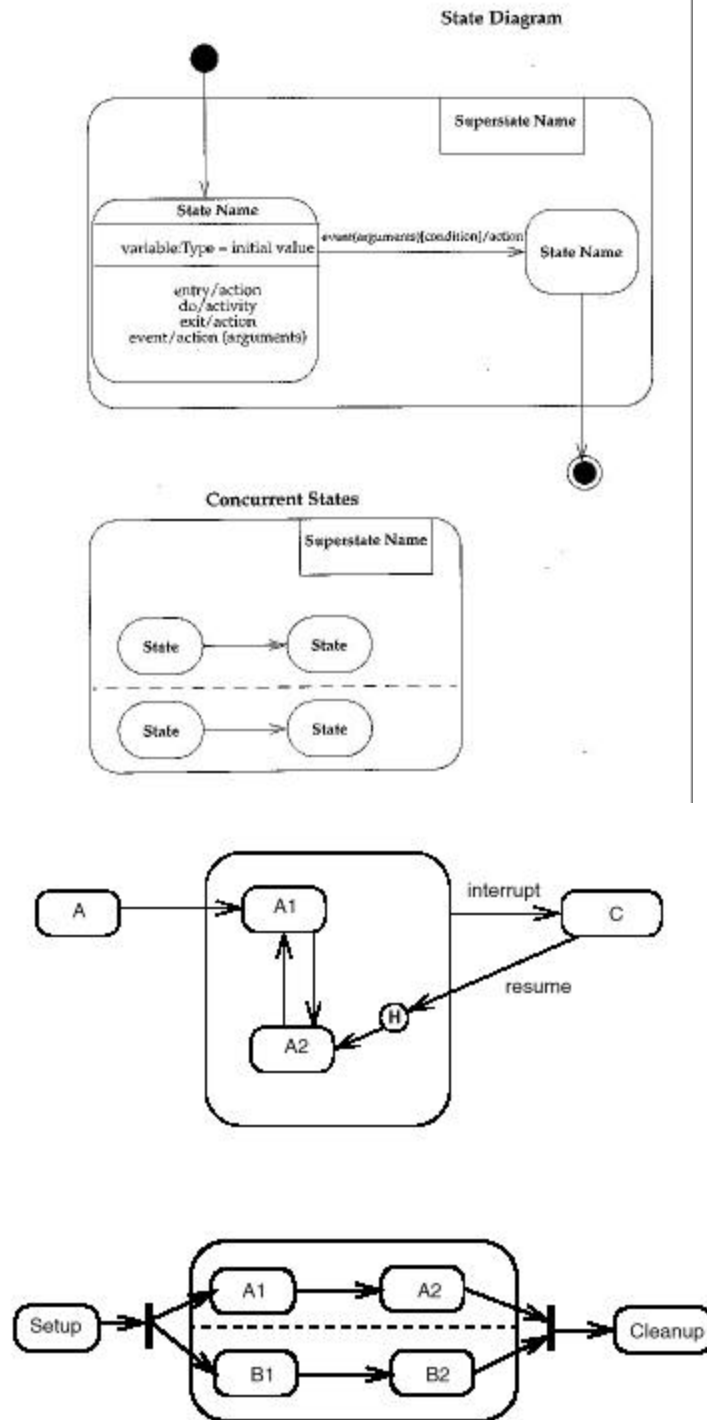 State Diagram
Superstate Name
State Name
variable:Type = initial value
event(arguments)[condition]/action
State Name
entry/action
do/activity
exit/action
event/action (arguments)
Concurrent States
Superstate Name
State
State
State
State
A
A1
interrupt
C
resume
H
A2
A1
A2
Setup
Cleanup
B1
B2